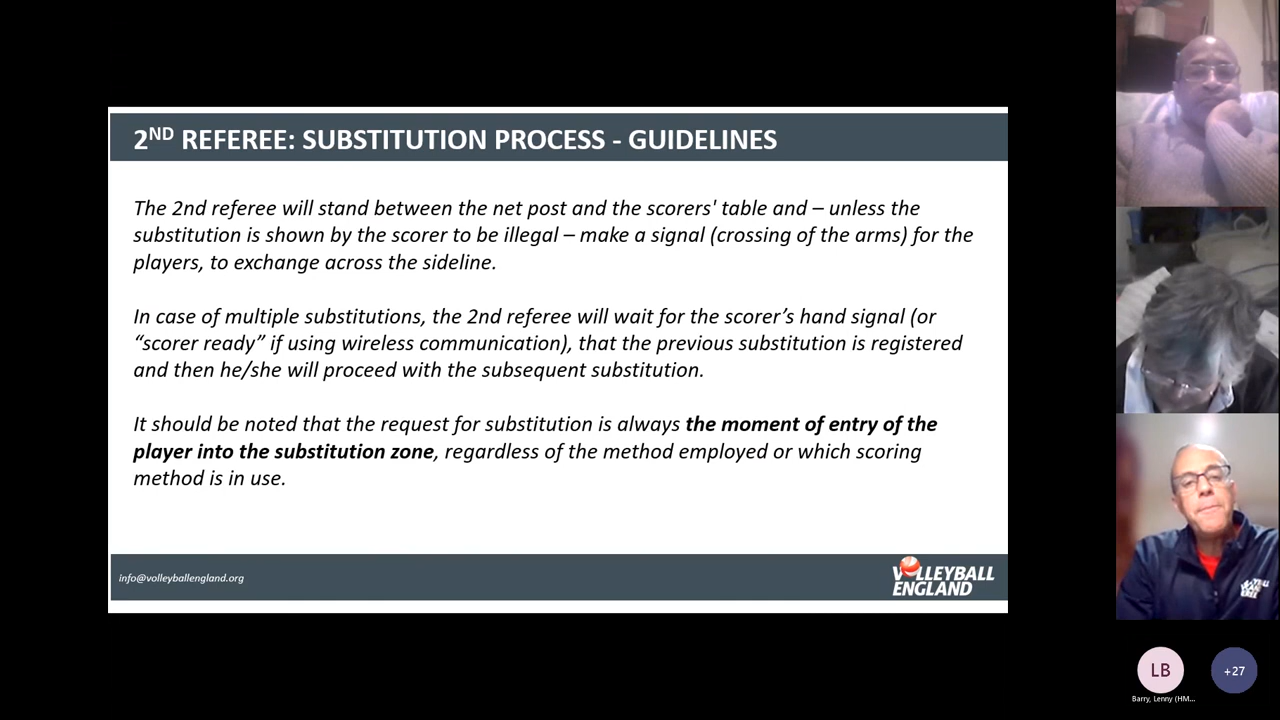 2ND REFEREE: SUBSTITUTION PROCESS - GUIDELINES
The 2nd referee will stand between the net post and the scorers' table and – unless the
substitution is shown by the scorer to be illegal – make a signal (crossing of the arms) for the
players, to exchange across the sideline.
In case of multiple substitutions, the 2nd referee will wait for the scorer’s hand signal (or
“scorer ready” if using wireless communication), that the previous substitution is registered
and then he/she will proceed with the subsequent substitution.
It should be noted that the request for substitution is always the moment of entry of the
player into the substitution zone, regardless of the method employed or which scoring
method is in use.
info@volleyballengland.org
VOLLEYBALL
ENGLAND
LB
+27
Barry, Lenny (HM...